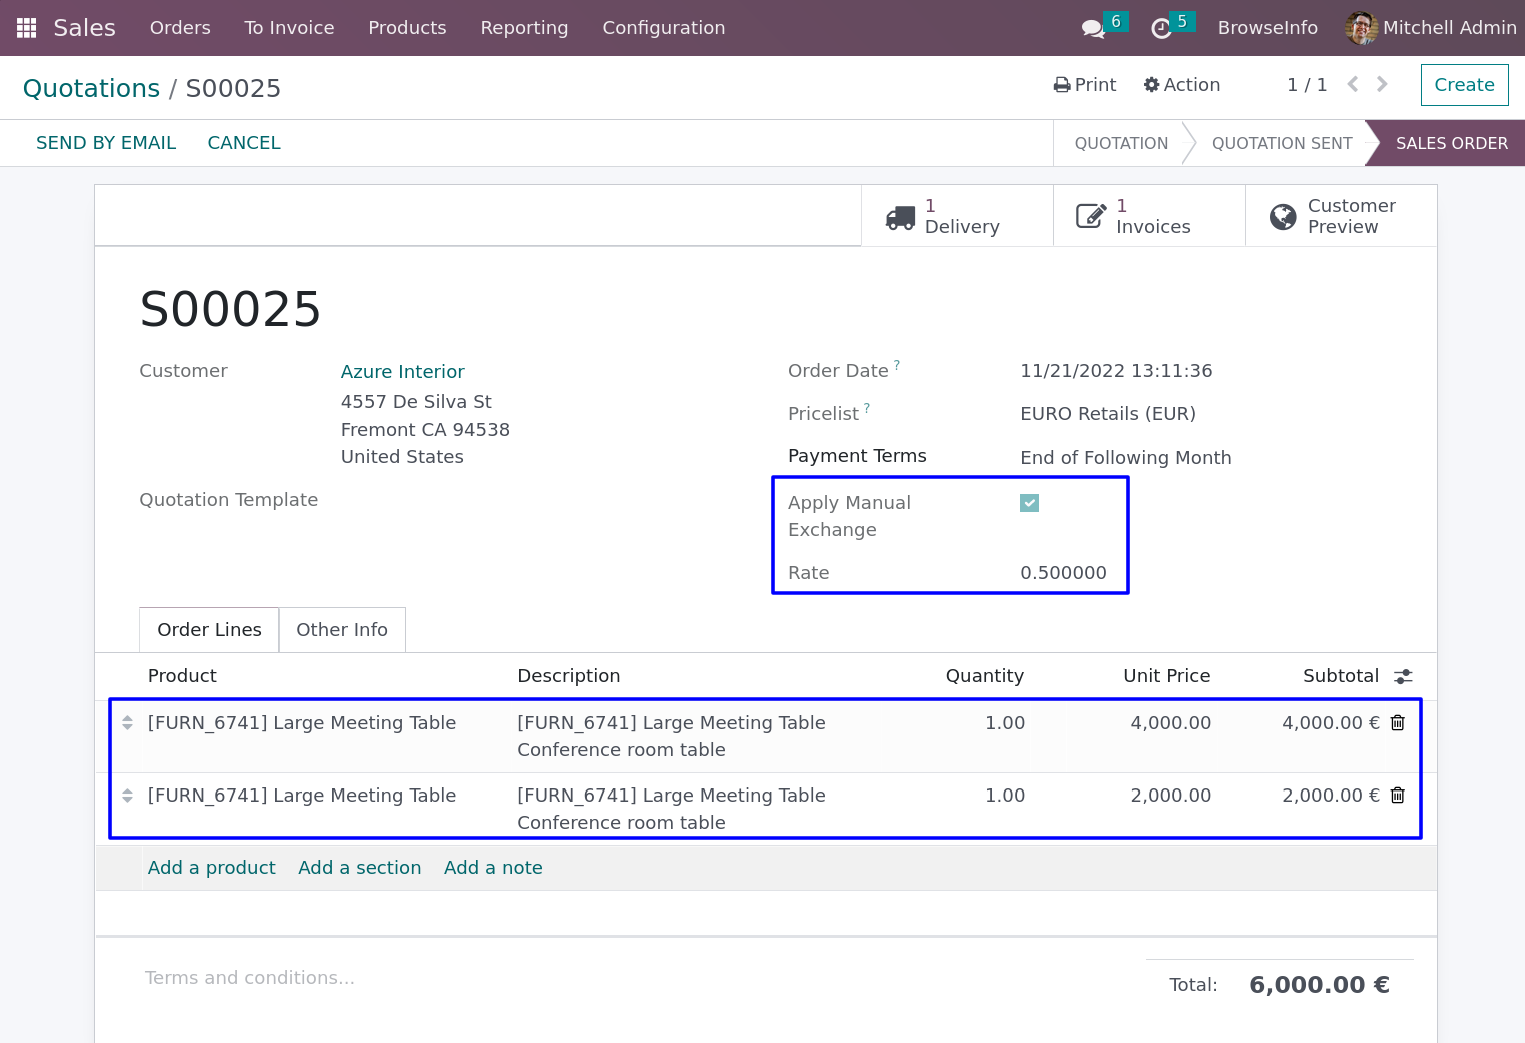 Sales Orders To Invoice Products Reporting Configuration 6 5 BrowseInfo Mitchell Admin
Quotations / S00025 Print Action 1 / 1 Create
SEND BY EMAIL CANCEL QUOTATION QUOTATION SENT SALES ORDER
1 Delivery
1 Invoices
Customer Preview
S00025
Customer Azure Interior
4557 De Silva St
Fremont CA 94538
United States
Quotation Template
Order Date ? 11/21/2022 13:11:36
Pricelist ? EURO Retails (EUR)
Payment Terms End of Following Month
Apply Manual
Exchange
Rate 0.500000
Order Lines Other Info
Product Description Quantity Unit Price Subtotal
[FURN_6741] Large Meeting Table [FURN_6741] Large Meeting Table 1.00 4,000.00 4,000.00 €
Conference room table
[FURN_6741] Large Meeting Table [FURN_6741] Large Meeting Table 1.00 2,000.00 2,000.00 €
Conference room table
Add a product Add a section Add a note
Terms and conditions... Total: 6,000.00 €